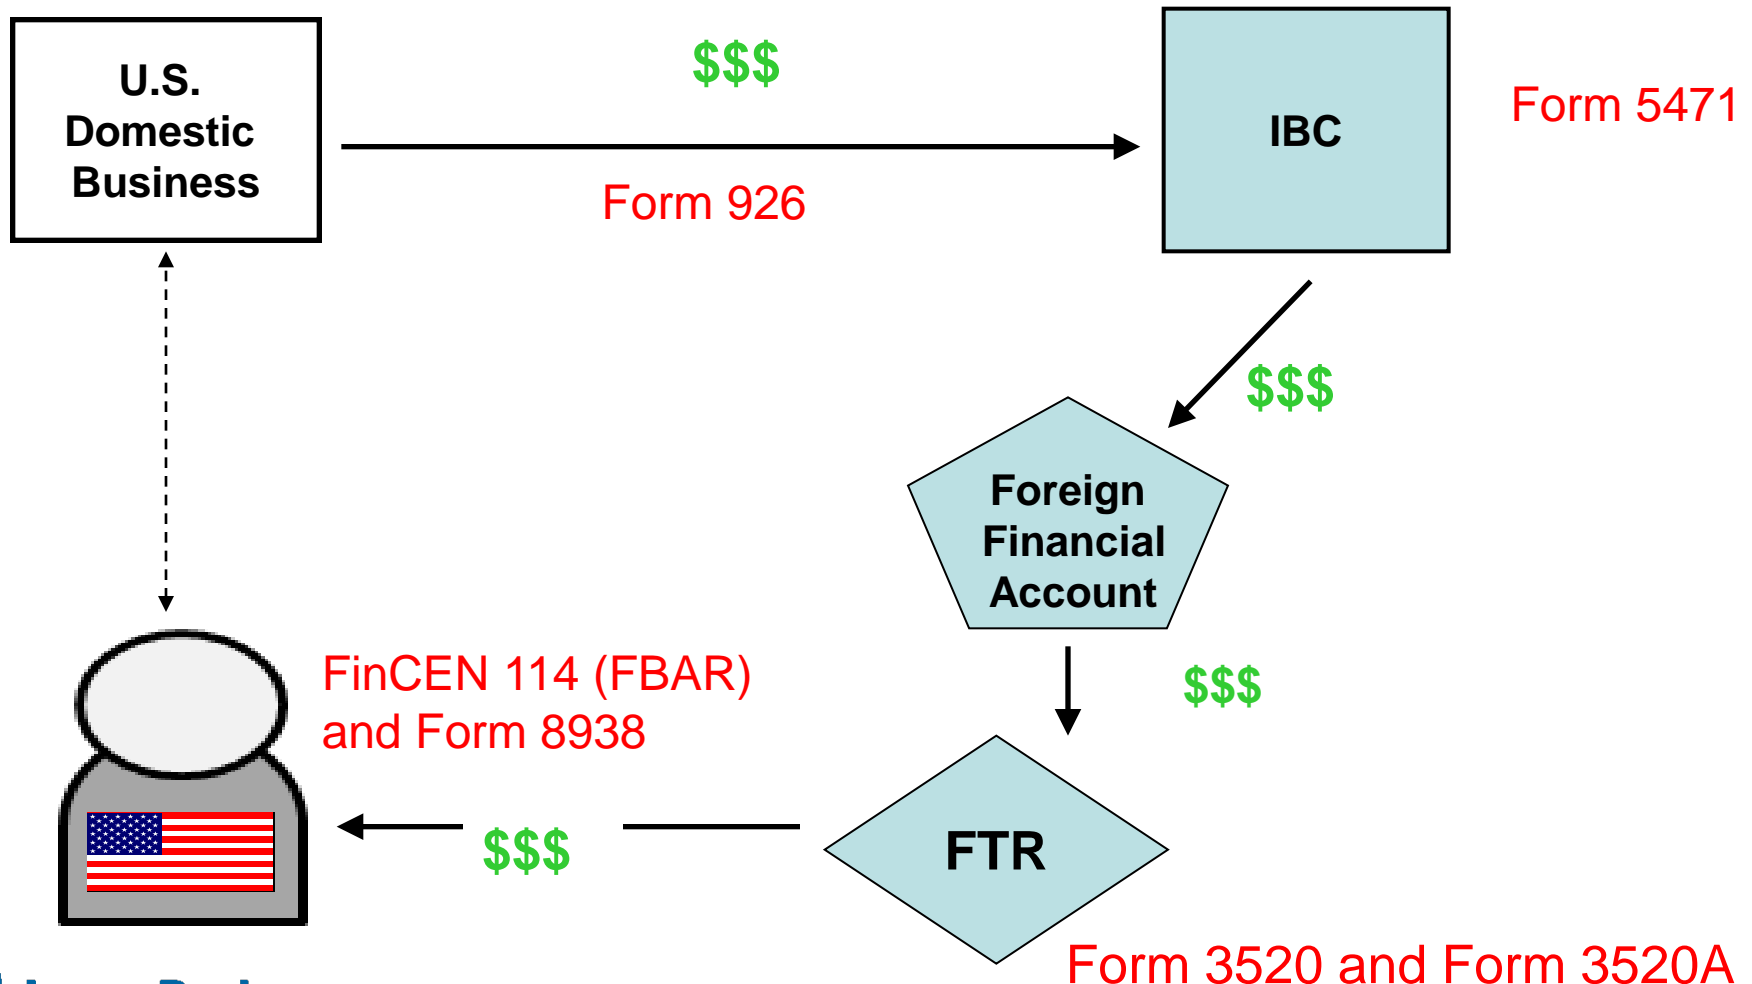 $$$
U.S.
Domestic
Business
IBC
Form 5471
Form 926
$$$
Foreign
Financial
Account
FinCEN 114 (FBAR)
and Form 8938
$$$
$$$
FTR
Form 3520 and Form 3520A